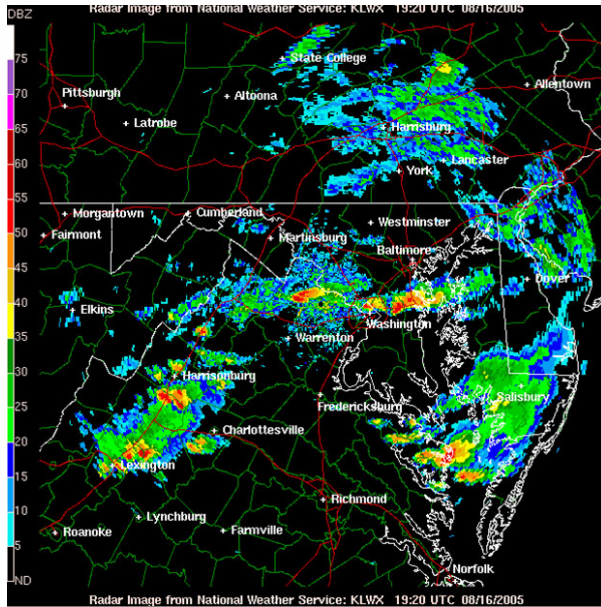 DBZ
Radar Image from National Weather Service: KLWX 19:20 UTC 08/16/2005
75
70
65
60
55
50
45
40
35
30
25
20
15
10
5
ND
State College
Pittsburgh
Altoona
Allentown
Latrobe
Harrisburg
Lancaster
York
Morgantown
Cumberland
Westminster
Fairmont
Martinsburg
Baltimore
Dover
Elkins
Washington
Warrenton
Harrisonburg
Salisbury
Fredericksburg
Charlottesville
Lexington
Richmond
Lynchburg
Roanoke
Farmville
Norfolk
Radar Image from National Weather Service: KLWX 19:20 UTC 08/16/2005